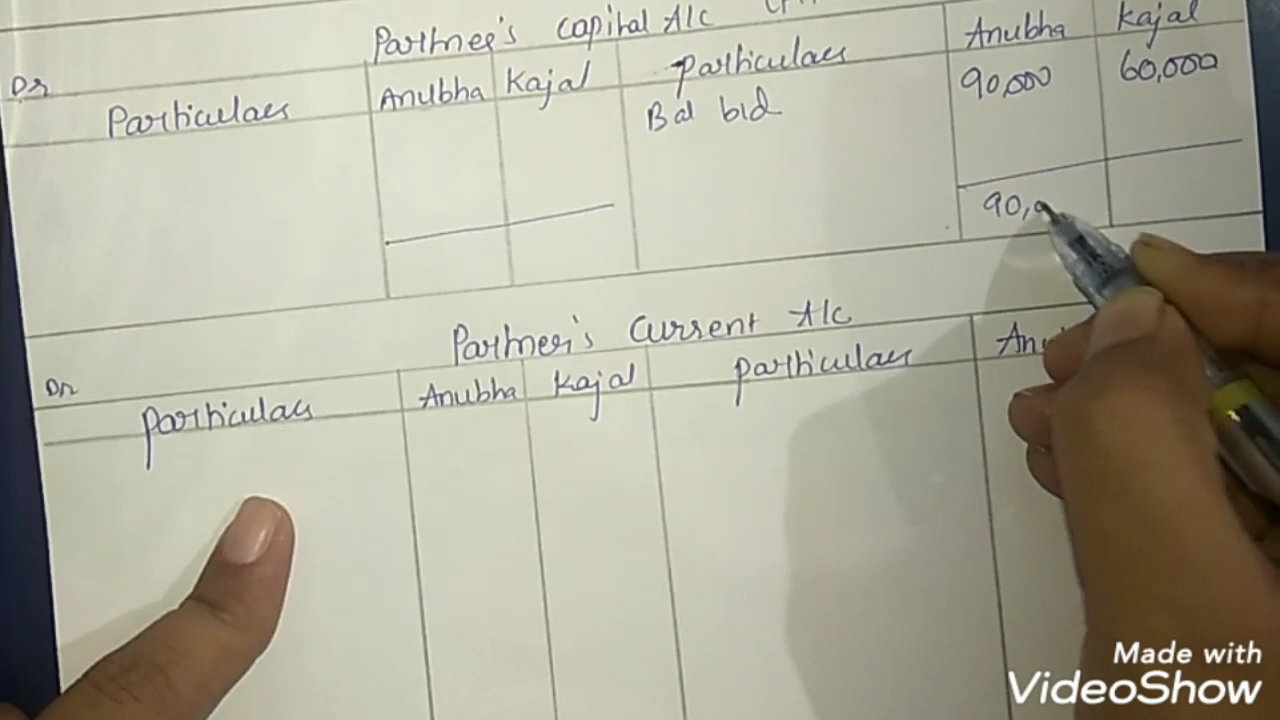 Partner's capital A/c
Dr
Particulars Anubha Kajal Particulars Anubha Kajal
Bal b/d 90,000 60,000
90,0
Partner's Current A/c
Dr
Particulars Anubha Kajal Particulars
Made with
VideoShow